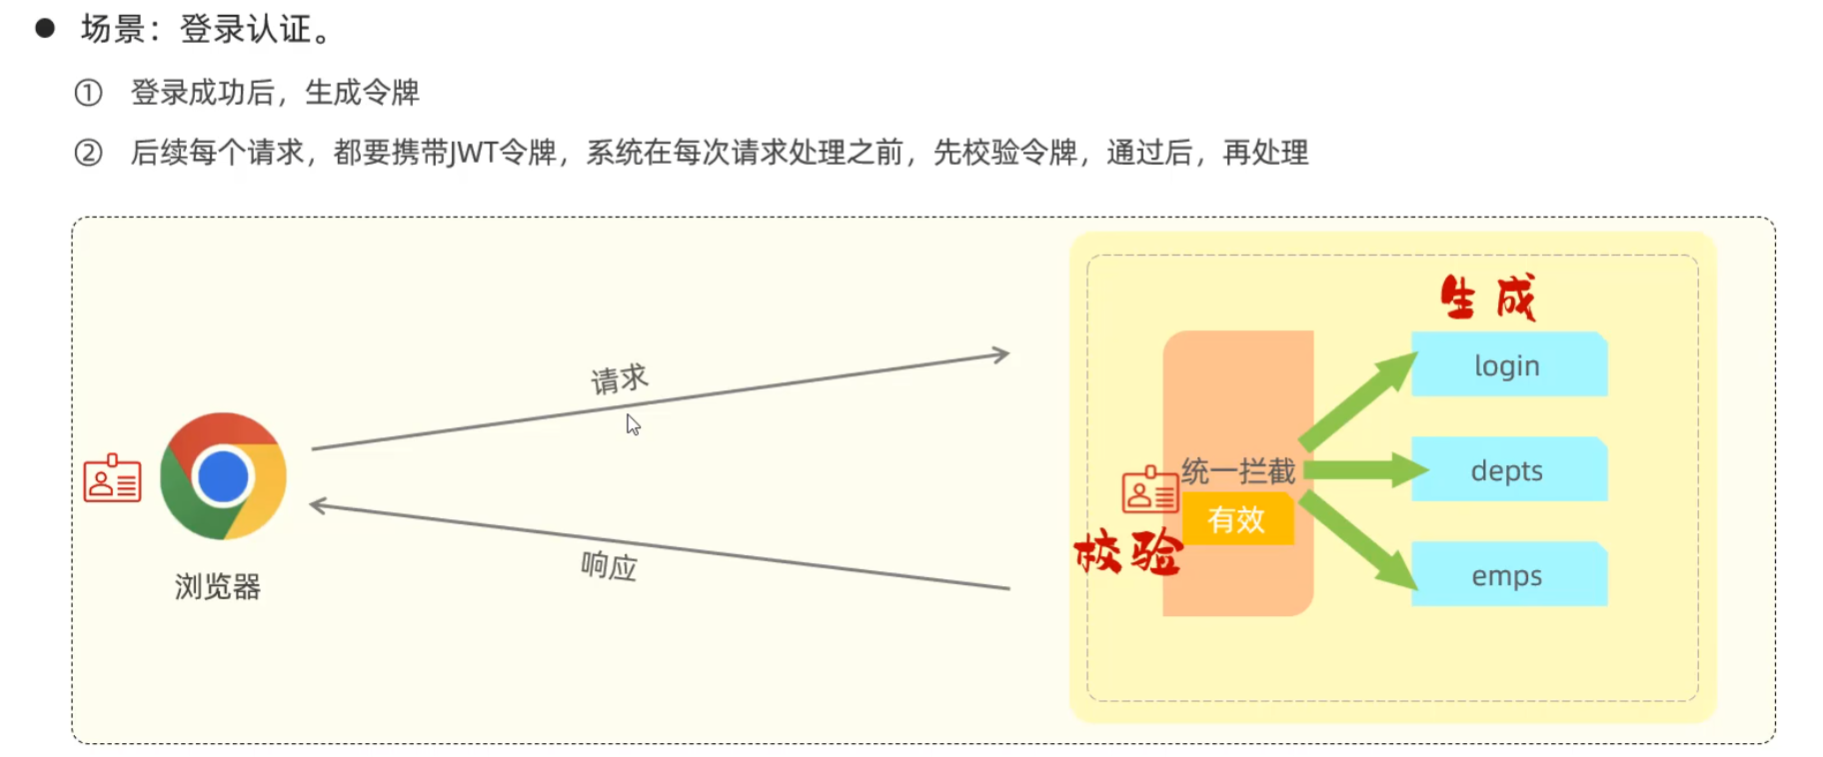 ● 场景：登录认证。
① 登录成功后，生成令牌
② 后续每个请求，都要携带JWT令牌，系统在每次请求处理之前，先校验令牌，通过后，再处理
生成
login
请求
统一拦截
depts
有效
校验
响应
emps
浏览器